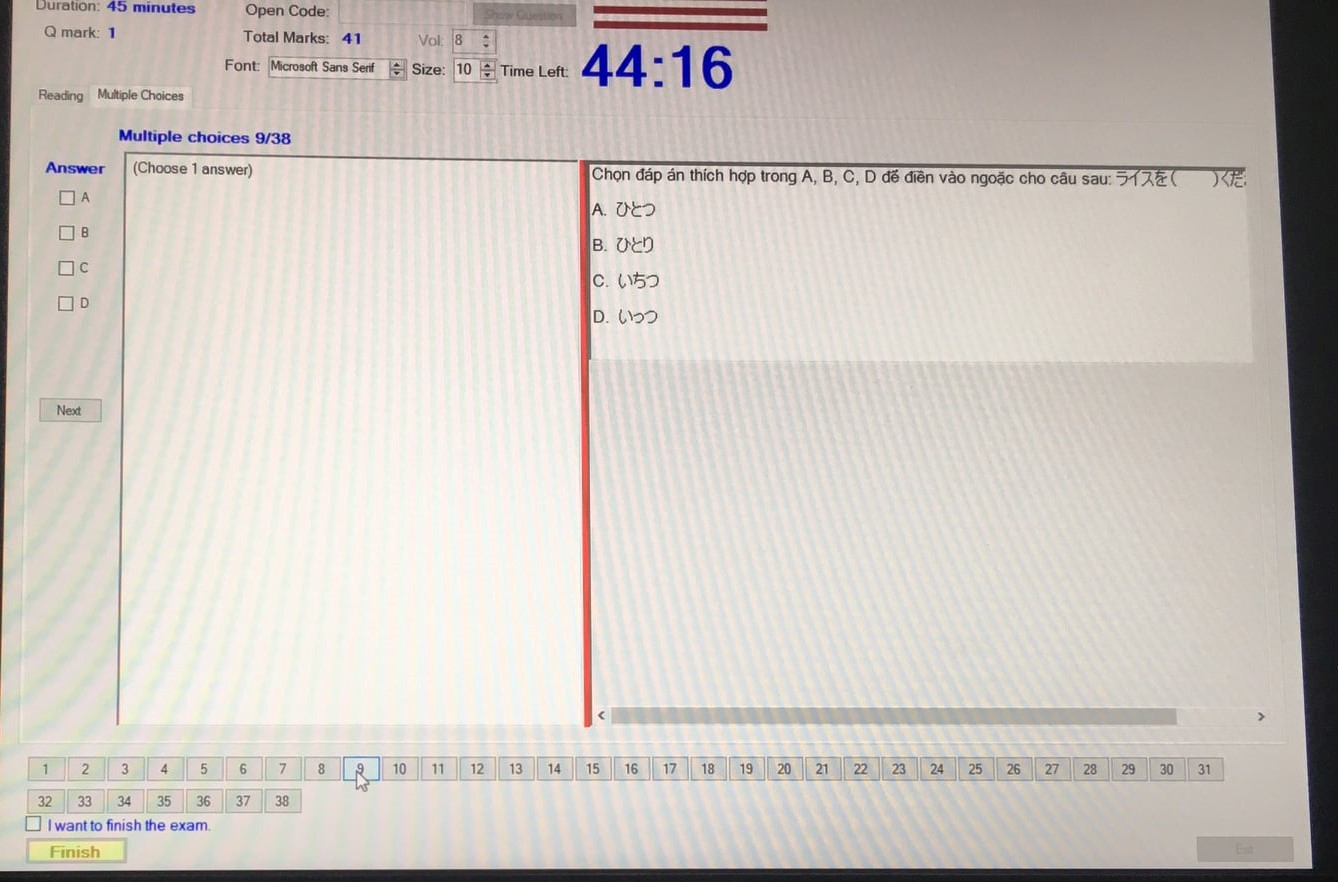 Duration: 45 minutes
Q mark: 1
Open Code:
Show Question
Total Marks: 41
Vol: 8
Font: Microsoft Sans Serif
Size: 10
Time Left: 44:16
Reading
Multiple Choices
Multiple choices 9/38
Answer
A
B
C
D
Next
(Choose 1 answer)
Chọn đáp án thích hợp trong A, B, C, D để điền vào ngoặc cho câu sau: ライスを( )くだ
A. ひとつ
B. ひとり
C. いちつ
D. いっつ
1 2 3 4 5 6 7 8 9 10 11 12 13 14 15 16 17 18 19 20 21 22 23 24 25 26 27 28 29 30 31
32 33 34 35 36 37 38
I want to finish the exam.
Finish
Exit